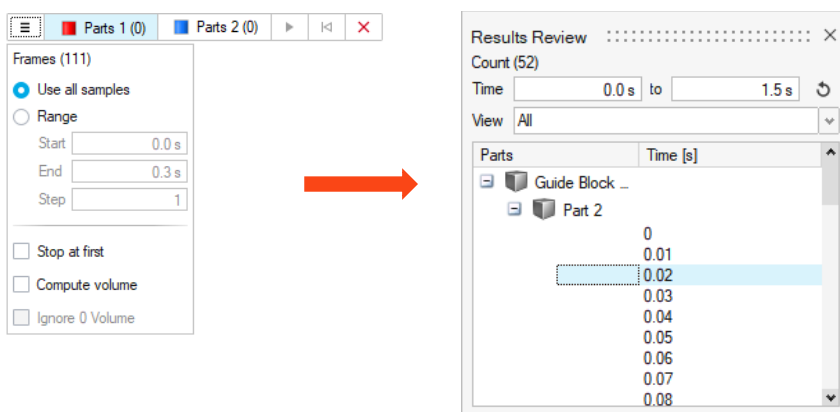 Parts 1 (0) Parts 2 (0)
Frames (111)
Use all samples
Range
Start 0.0 s
End 0.3 s
Step 1
Stop at first
Compute volume
Ignore 0 Volume
Results Review
Count (52)
Time 0.0 s to 1.5 s
View All
Parts Time [s]
Guide Block ...
Part 2
0
0.01
0.02
0.03
0.04
0.05
0.06
0.07
0.08